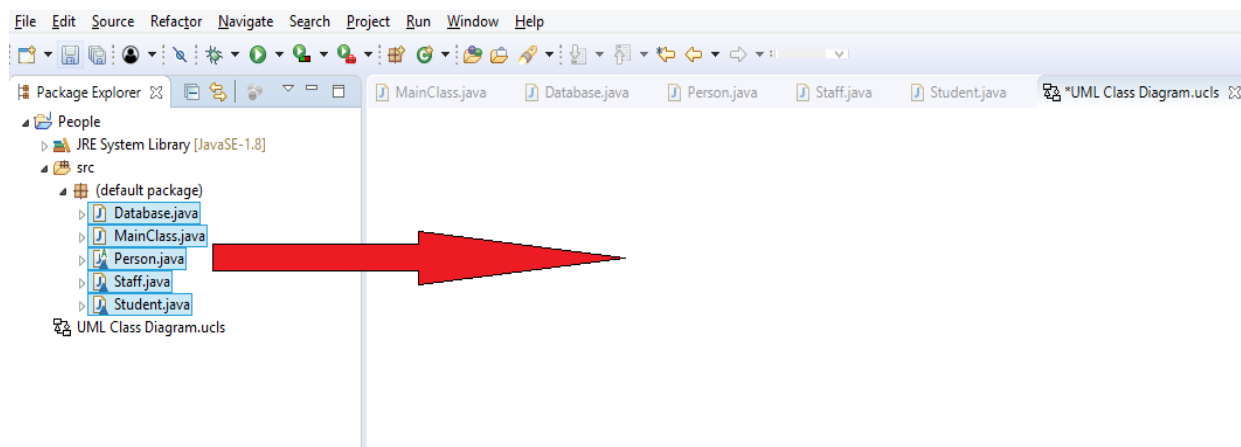 File Edit Source Refactor Navigate Search Project Run Window Help
Package Explorer
MainClass.java Database.java Person.java Staff.java Student.java *UML Class Diagram.ucls
People
JRE System Library [JavaSE-1.8]
src
(default package)
Database.java
MainClass.java
Person.java
Staff.java
Student.java
UML Class Diagram.ucls